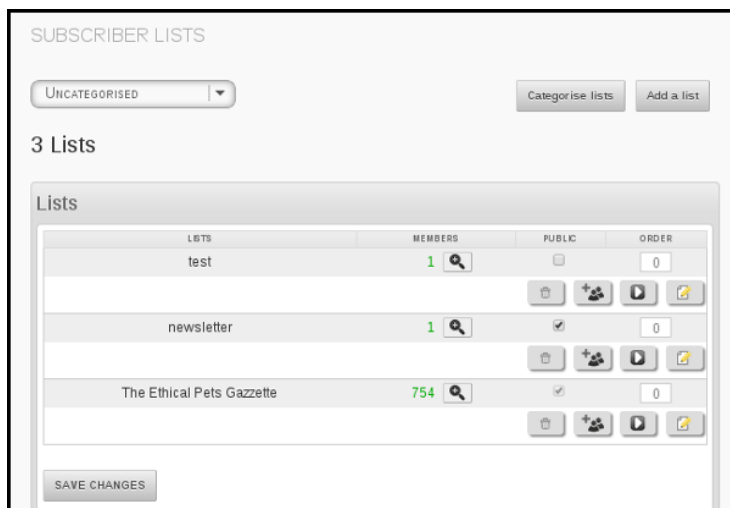 SUBSCRIBER LISTS
UNCATEGORISED
Categorise lists Add a list
3 Lists
Lists
LISTS MEMBERS PUBLIC ORDER
test 1 0
newsletter 1 0
The Ethical Pets Gazzette 754 0
SAVE CHANGES